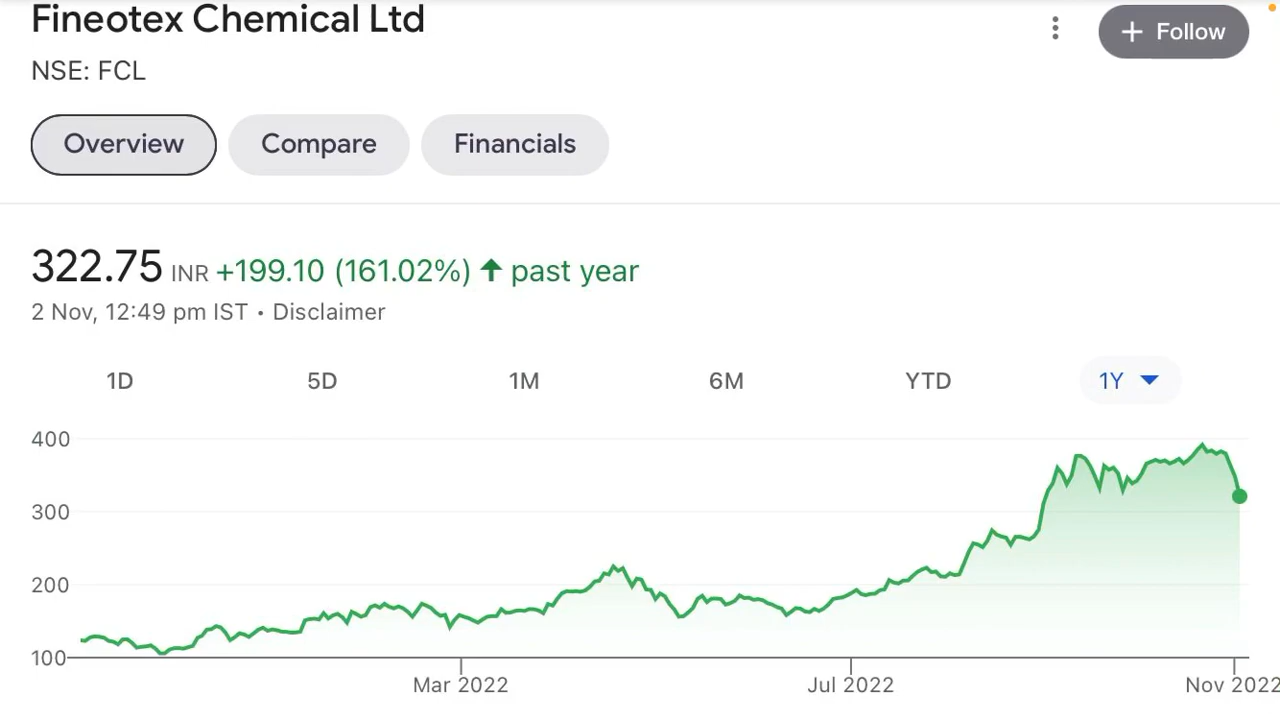 Fineotex Chemical Ltd
+ Follow
NSE: FCL
Overview Compare Financials
322.75 INR +199.10 (161.02%) ↑ past year
2 Nov, 12:49 pm IST • Disclaimer
1D 5D 1M 6M YTD 1Y
400
300
200
100
Mar 2022 Jul 2022 Nov 2022